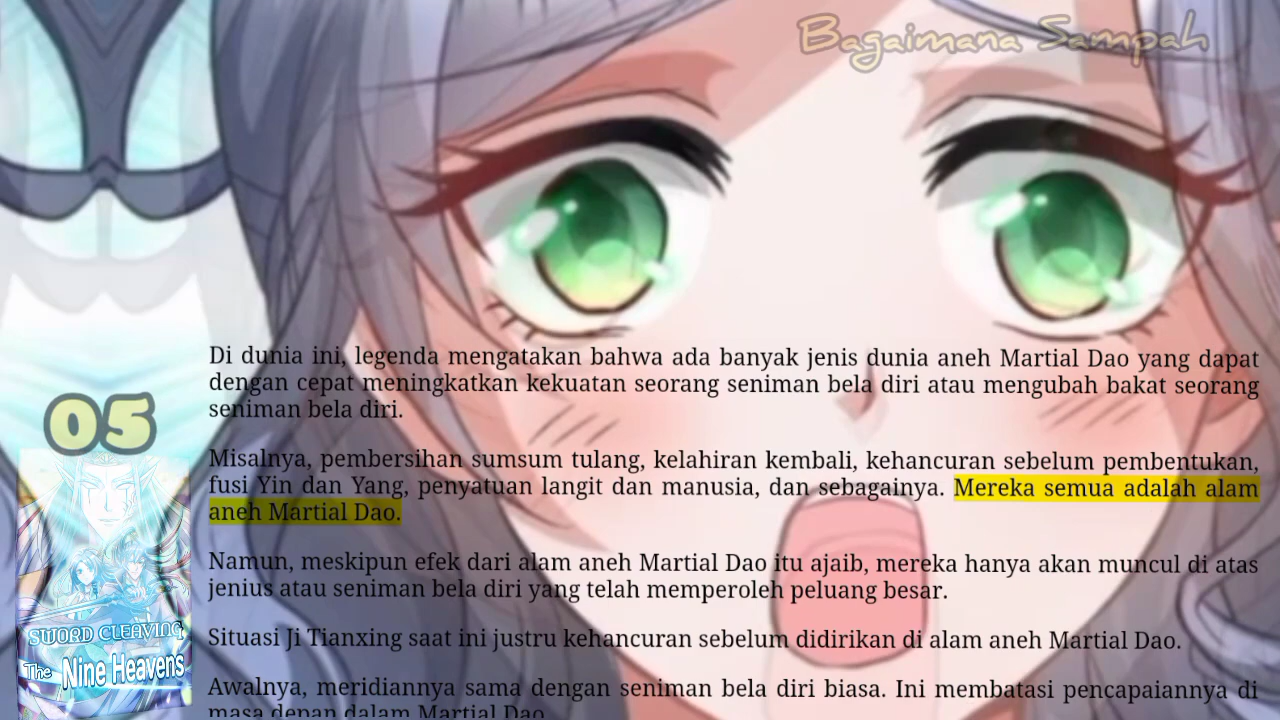 Bagaimana Sampah
Di dunia ini, legenda mengatakan bahwa ada banyak jenis dunia aneh Martial Dao yang dapat
dengan cepat meningkatkan kekuatan seorang seniman bela diri atau mengubah bakat seorang
seniman bela diri.
05
Misalnya, pembersihan sumsum tulang, kelahiran kembali, kehancuran sebelum pembentukan,
fusi Yin dan Yang, penyatuan langit dan manusia, dan sebagainya. Mereka semua adalah alam
aneh Martial Dao.
Namun, meskipun efek dari alam aneh Martial Dao itu ajaib, mereka hanya akan muncul di atas
jenius atau seniman bela diri yang telah memperoleh peluang besar.
SWORD CLEAVING
The Nine Heavens
Situasi Ji Tianxing saat ini justru kehancuran sebelum didirikan di alam aneh Martial Dao.
Awalnya, meridiannya sama dengan seniman bela diri biasa. Ini membatasi pencapaiannya di
masa depan dalam Martial Dao.